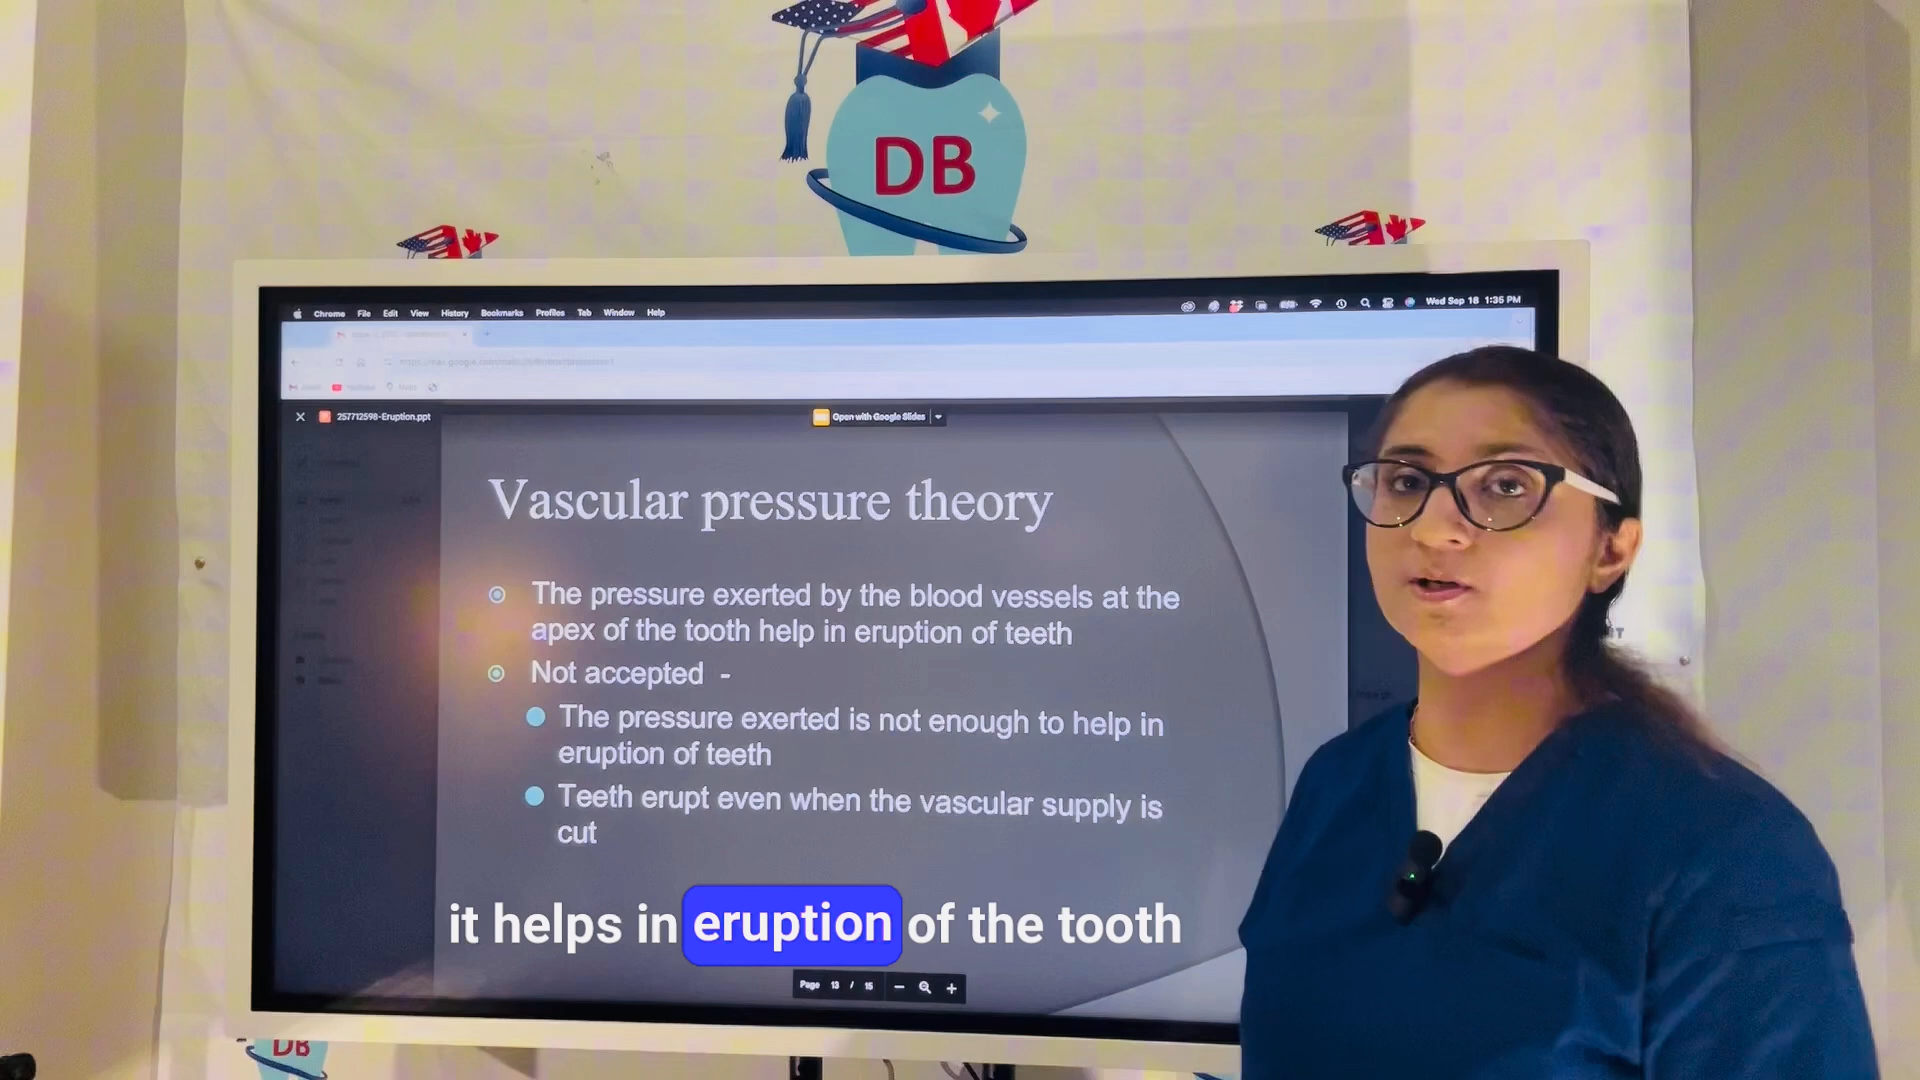 DB
Chrome File Edit View History Bookmarks Profiles Tab Window Help
Wed Sep 18 1:35 PM
257712598-Eruption.ppt
Open with Google Slides
Vascular pressure theory
The pressure exerted by the blood vessels at the
apex of the tooth help in eruption of teeth
Not accepted -
The pressure exerted is not enough to help in
eruption of teeth
Teeth erupt even when the vascular supply is
cut
it helps in eruption of the tooth
Page 13 / 15
DB